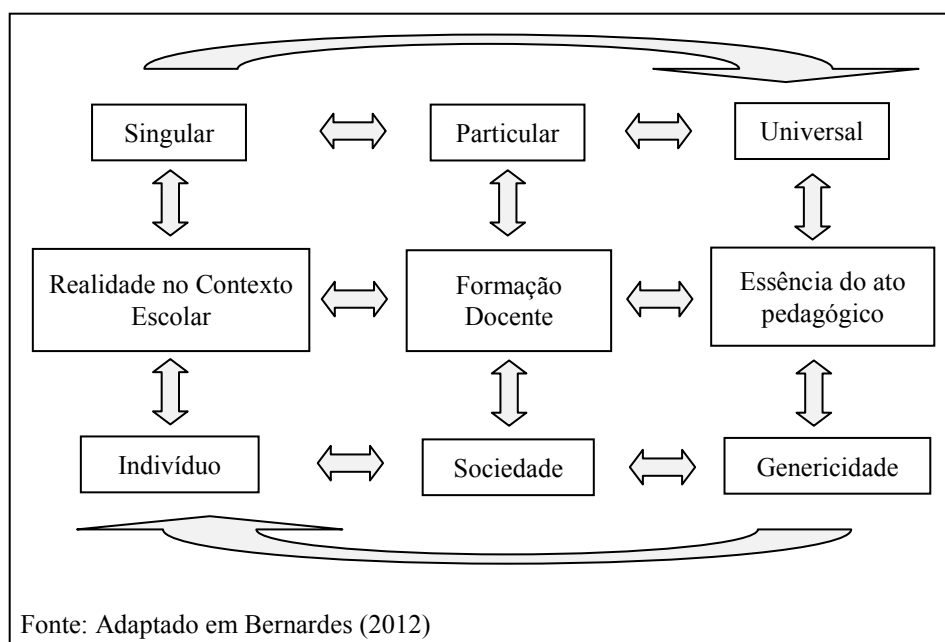 Singular
Particular
Universal
Realidade no Contexto
Escolar
Formação
Docente
Essência do ato
pedagógico
Indivíduo
Sociedade
Genericidade
Fonte: Adaptado em Bernardes (2012)